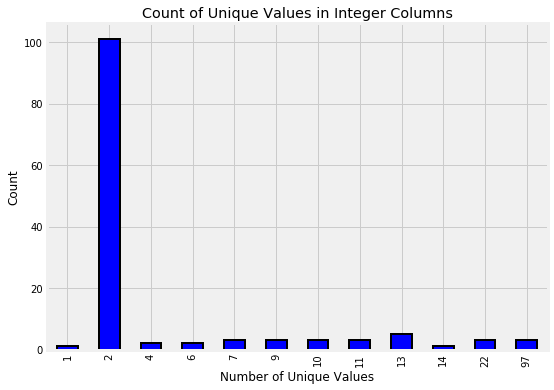 Count of Unique Values in Integer Columns
100
80
60
40
20
0
Count
1 2 4 6 7 9 10 11 13 14 22 97
Number of Unique Values